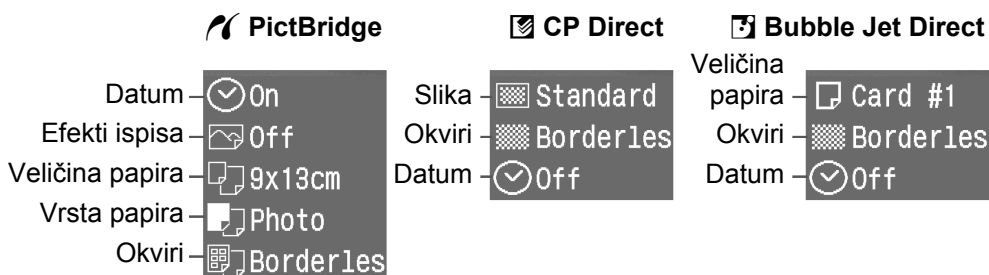 PictBridge
Datum On
Efekti ispisa Off
Veličina papira 9x13cm
Vrsta papira Photo
Okviri Borderles
CP Direct
Slika Standard
Okviri Borderles
Datum Off
Bubble Jet Direct
Veličina
papira Card #1
Okviri Borderles
Datum Off